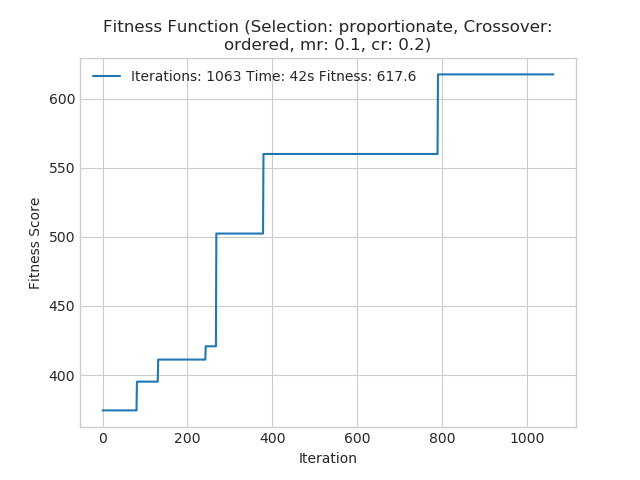 Fitness Function (Selection: proportionate, Crossover:
ordered, mr: 0.1, cr: 0.2)
Iterations: 1063 Time: 42s Fitness: 617.6
600
550
500
450
400
Fitness Score
0 200 400 600 800 1000
Iteration